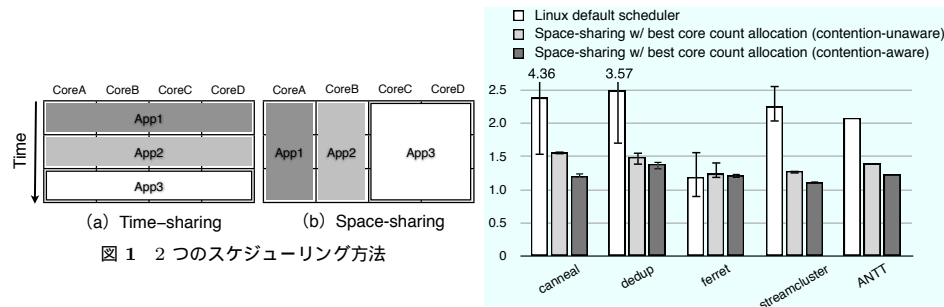 CoreA CoreB CoreC CoreD
Time
App1
App2
App3
(a) Time–sharing
CoreA CoreB CoreC CoreD
App1 App2 App3
(b) Space-sharing
図 1 2 つのスケジューリング方法
Linux default scheduler
Space-sharing w/ best core count allocation (contention-unaware)
Space-sharing w/ best core count allocation (contention-aware)
4.36 3.57
2.5
2.0
1.5
1.0
0.5
0
canneal dedup ferret streamcluster ANTT